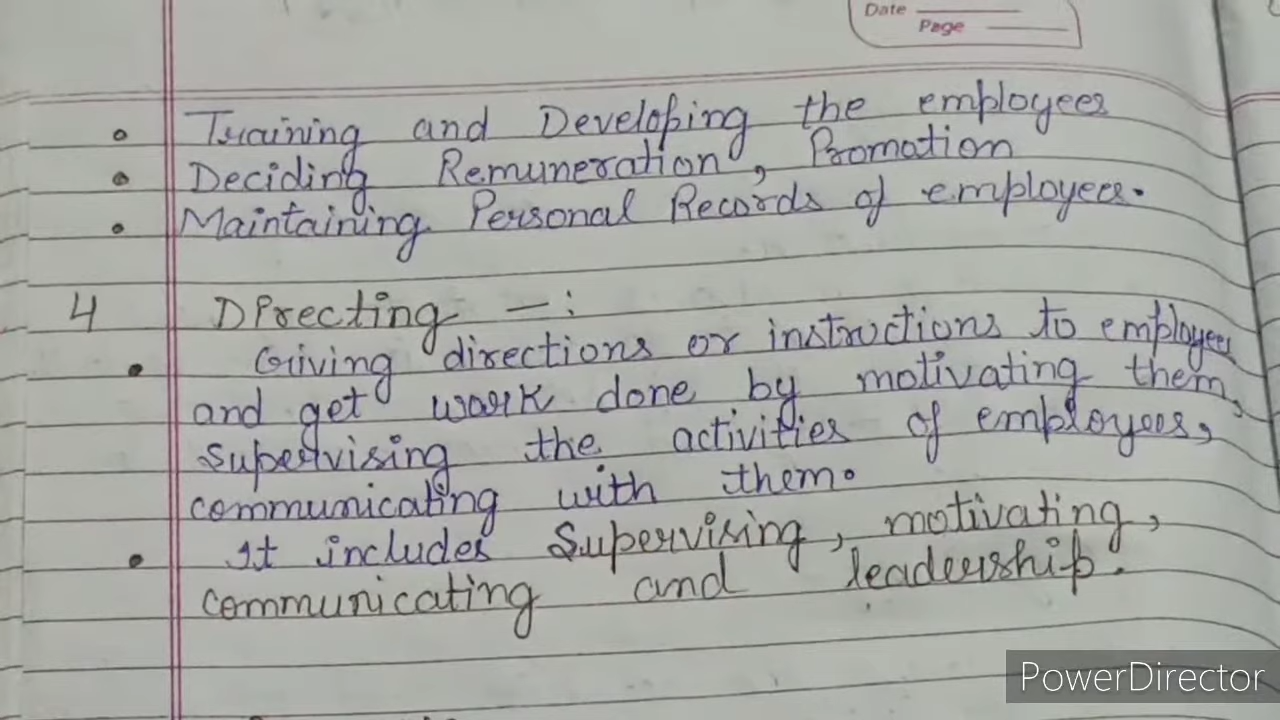 Date
Page
• Training and Developing the employees
• Deciding Remuneration, Promotion
• Maintaining Personal Records of employees.
4 Directing -:
• Giving directions or instructions to employees
and get work done by motivating them,
supervising the activities of employees,
communicating with them.
• It includes Supervising, motivating,
communicating and leadership.
PowerDirector